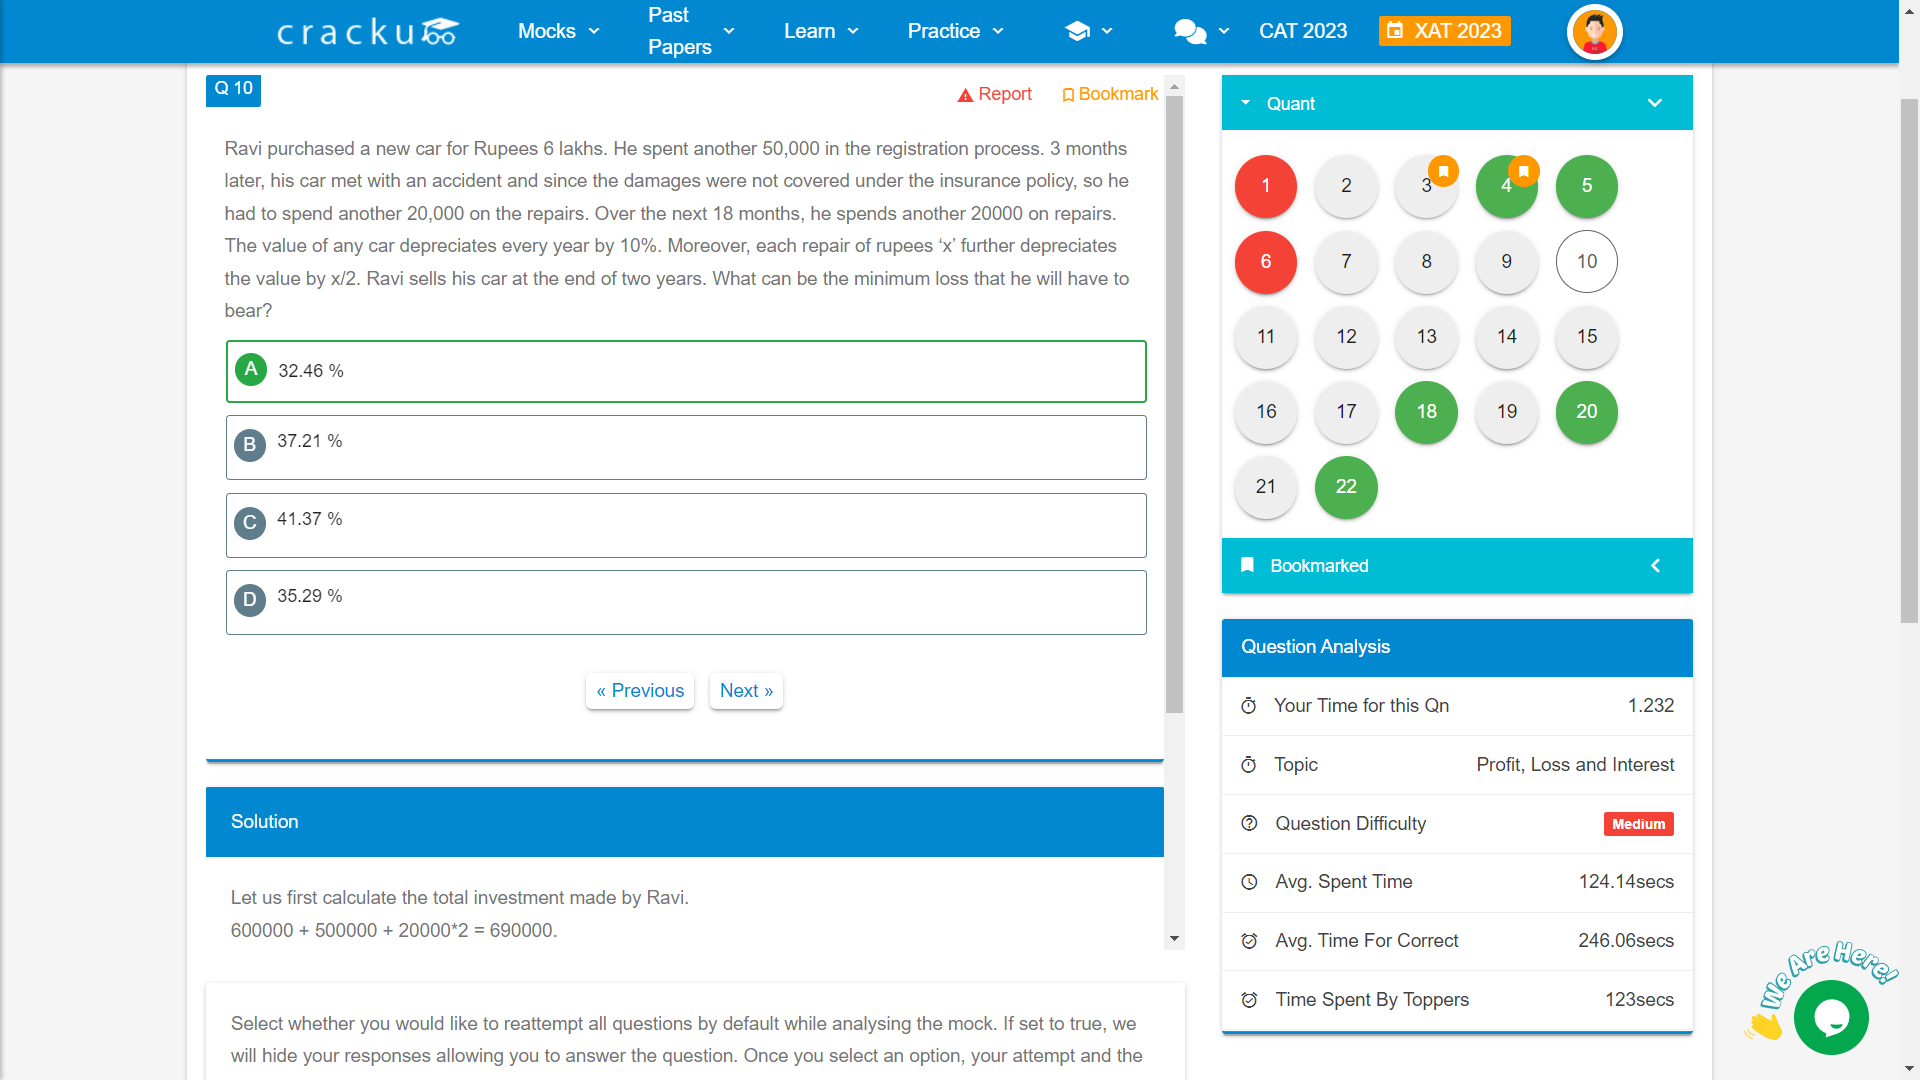 cracku
Mocks
Past Papers
Learn
Practice
CAT 2023
XAT 2023
Q 10
Report
Bookmark
Ravi purchased a new car for Rupees 6 lakhs. He spent another 50,000 in the registration process. 3 months
later, his car met with an accident and since the damages were not covered under the insurance policy, so he
had to spend another 20,000 on the repairs. Over the next 18 months, he spends another 20000 on repairs.
The value of any car depreciates every year by 10%. Moreover, each repair of rupees ‘x’ further depreciates
the value by x/2. Ravi sells his car at the end of two years. What can be the minimum loss that he will have to
bear?
A 32.46 %
B 37.21 %
C 41.37 %
D 35.29 %
« Previous
Next »
Solution
Let us first calculate the total investment made by Ravi.
600000 + 500000 + 20000*2 = 690000.
Select whether you would like to reattempt all questions by default while analysing the mock. If set to true, we
will hide your responses allowing you to answer the question. Once you select an option, your attempt and the
Quant
1 2 3 4 5
6 7 8 9 10
11 12 13 14 15
16 17 18 19 20
21 22
Bookmarked
Question Analysis
Your Time for this Qn 1.232
Topic Profit, Loss and Interest
Question Difficulty Medium
Avg. Spent Time 124.14secs
Avg. Time For Correct 246.06secs
Time Spent By Toppers 123secs
We Are Here!